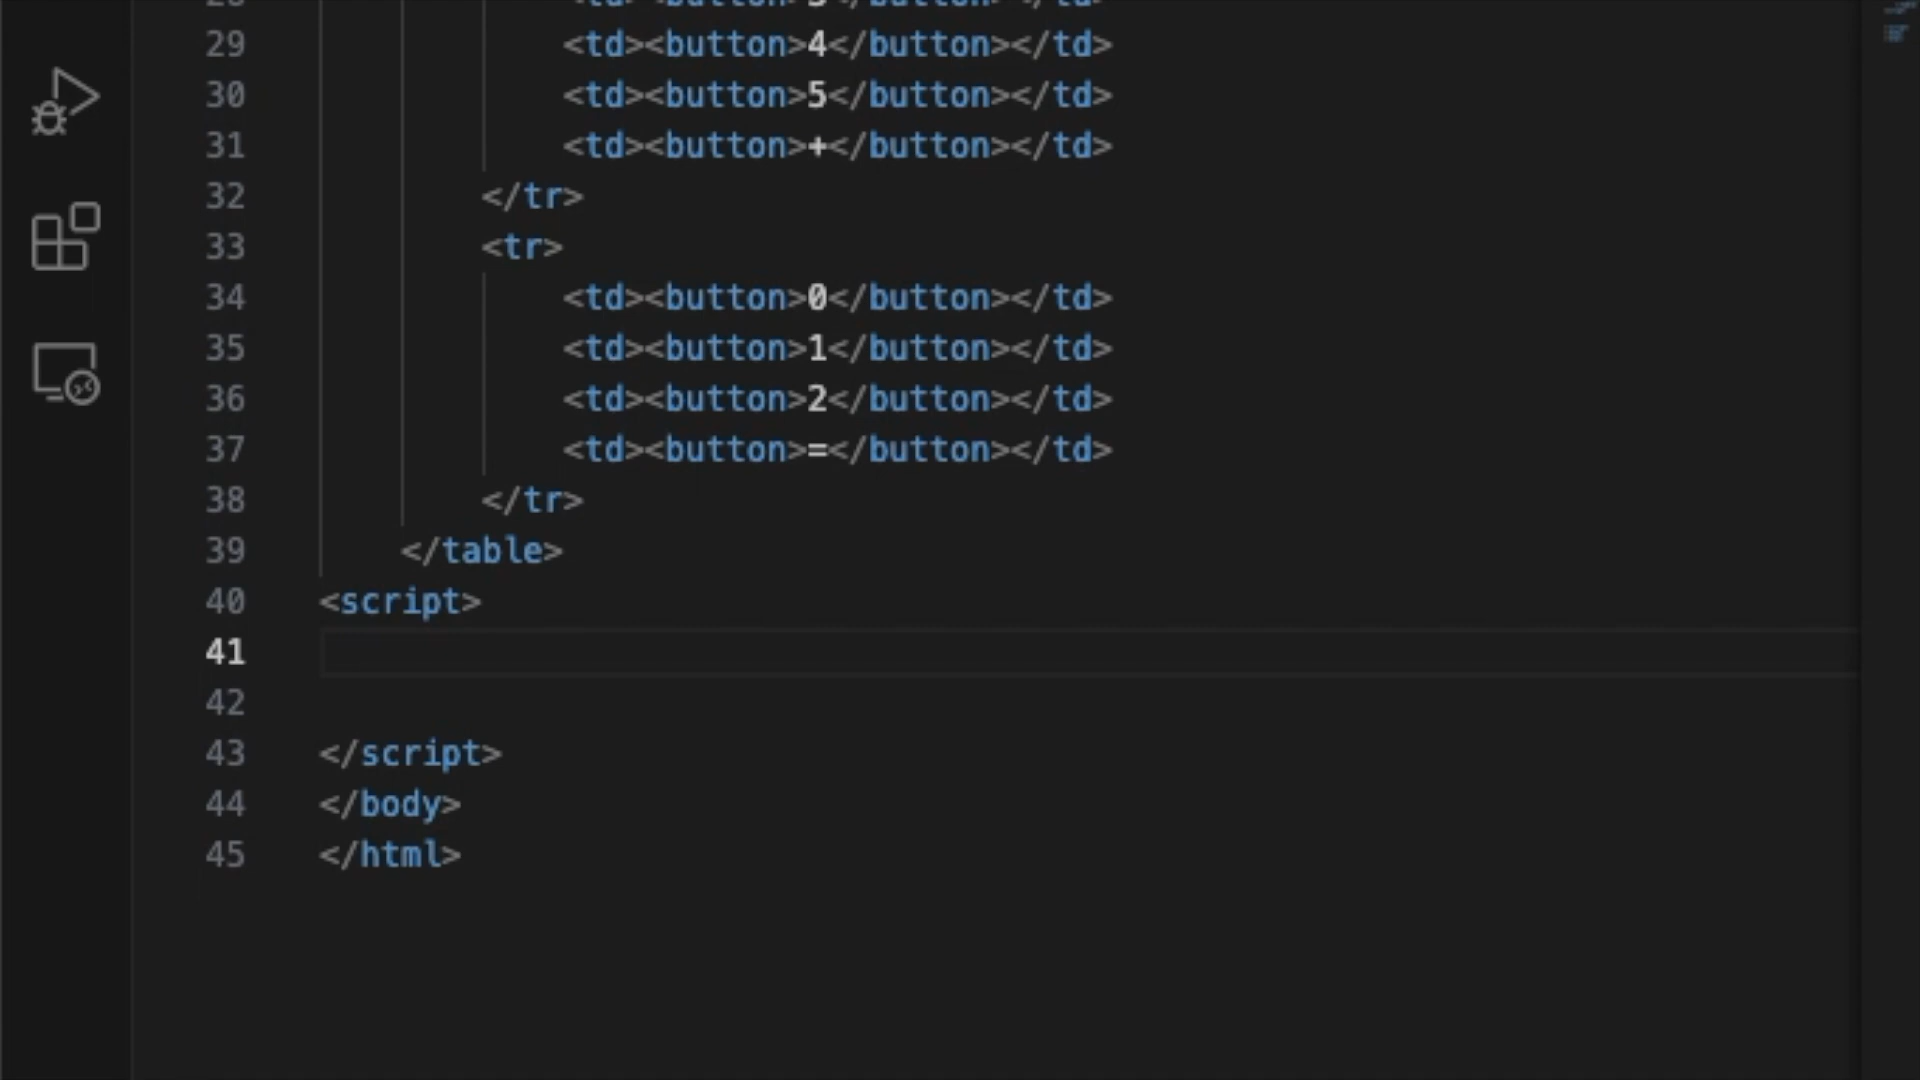 29 <td><button>4</button></td>
30 <td><button>5</button></td>
31 <td><button>+</button></td>
32 </tr>
33 <tr>
34 <td><button>0</button></td>
35 <td><button>1</button></td>
36 <td><button>2</button></td>
37 <td><button>=</button></td>
38 </tr>
39 </table>
40 <script>
41
42
43 </script>
44 </body>
45 </html>